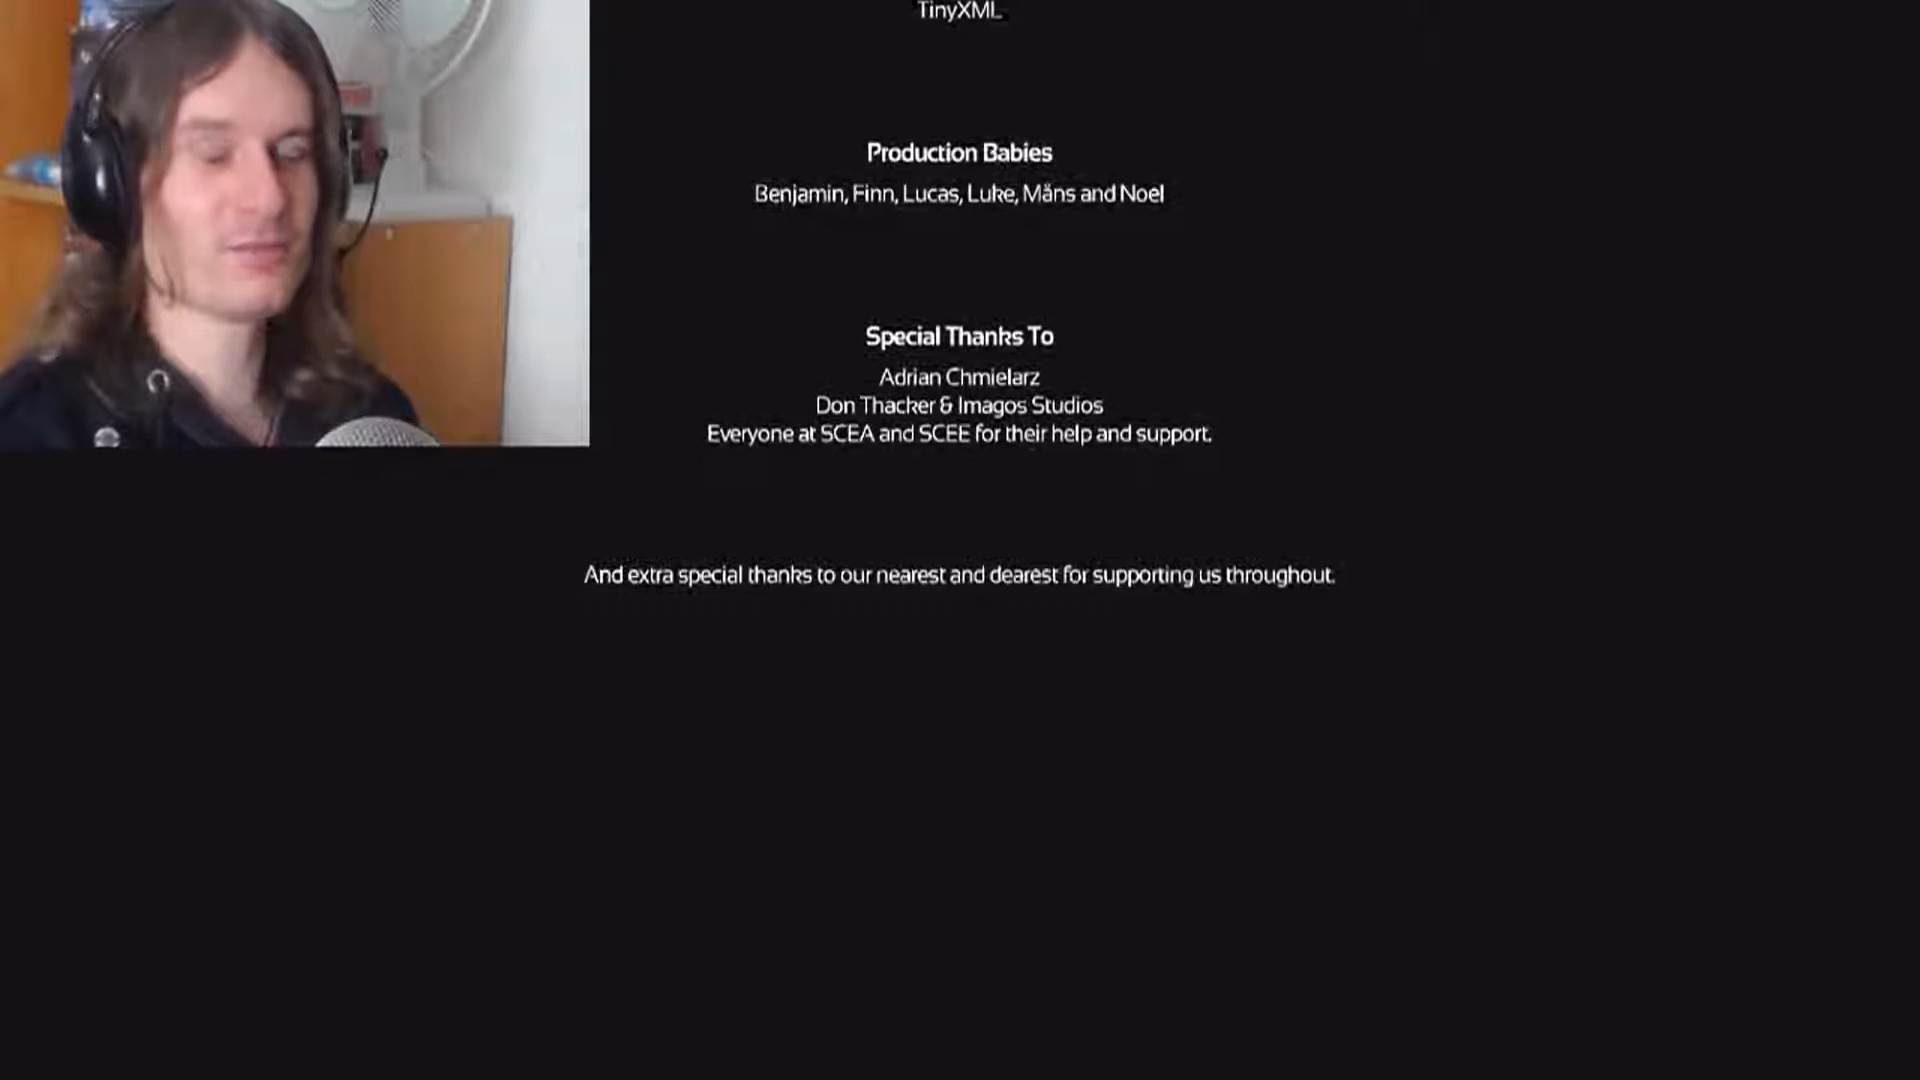 TinyXML
Production Babies
Benjamin, Finn, Lucas, Luke, Måns and Noel
Special Thanks To
Adrian Chmielarz
Don Thacker & Imagos Studios
Everyone at SCEA and SCEE for their help and support.
And extra special thanks to our nearest and dearest for supporting us throughout.